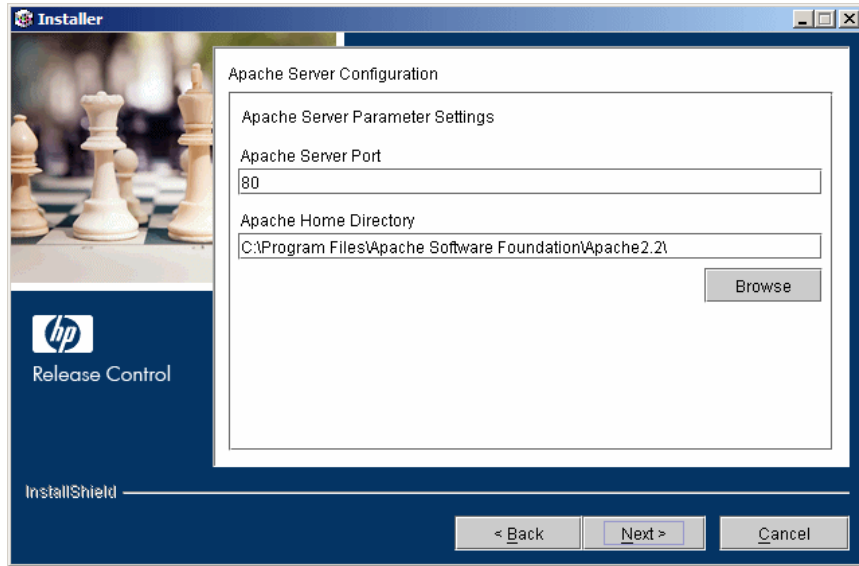 Installer
Apache Server Configuration
Apache Server Parameter Settings
Apache Server Port
80
Apache Home Directory
C:\Program Files\Apache Software Foundation\Apache2.2\
Browse
hp
Release Control
InstallShield
< Back
Next >
Cancel